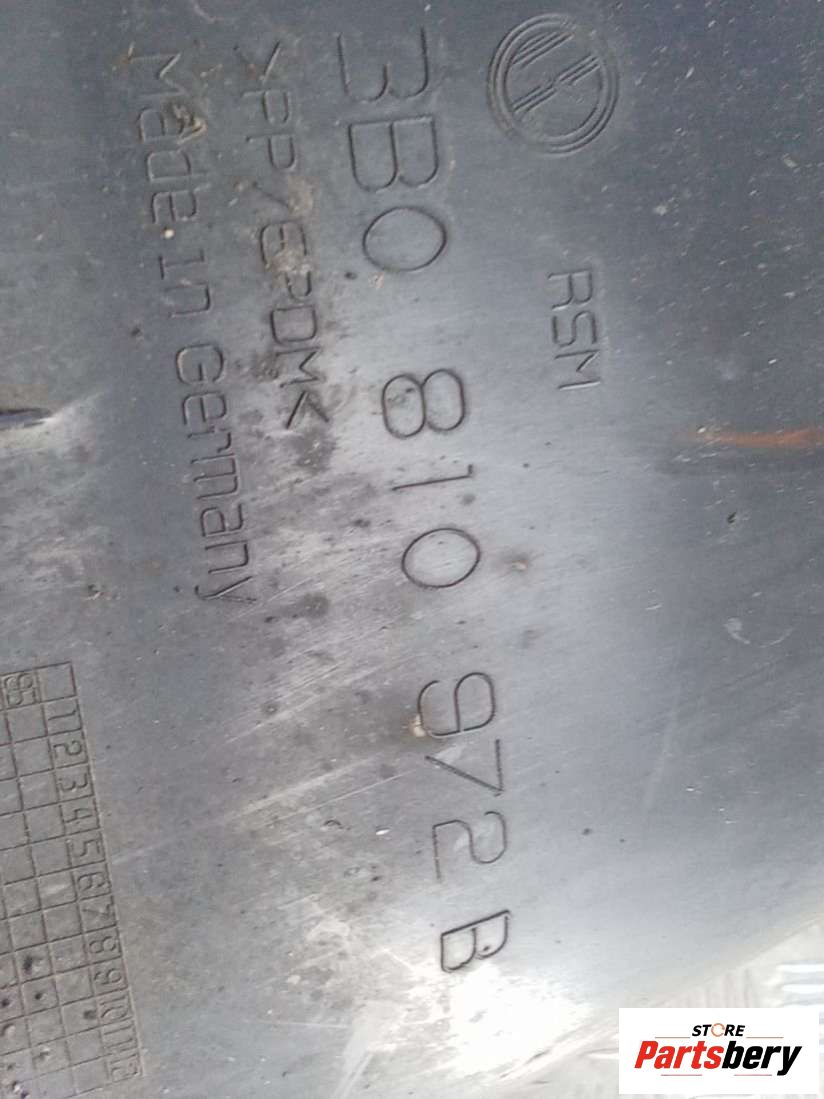 RSM
3B0 810 972 B
>PP/EPDM<
Made in Germany
1 2 3 4 5 6 7 8 9 10 11 12
95
STORE
Partsbery